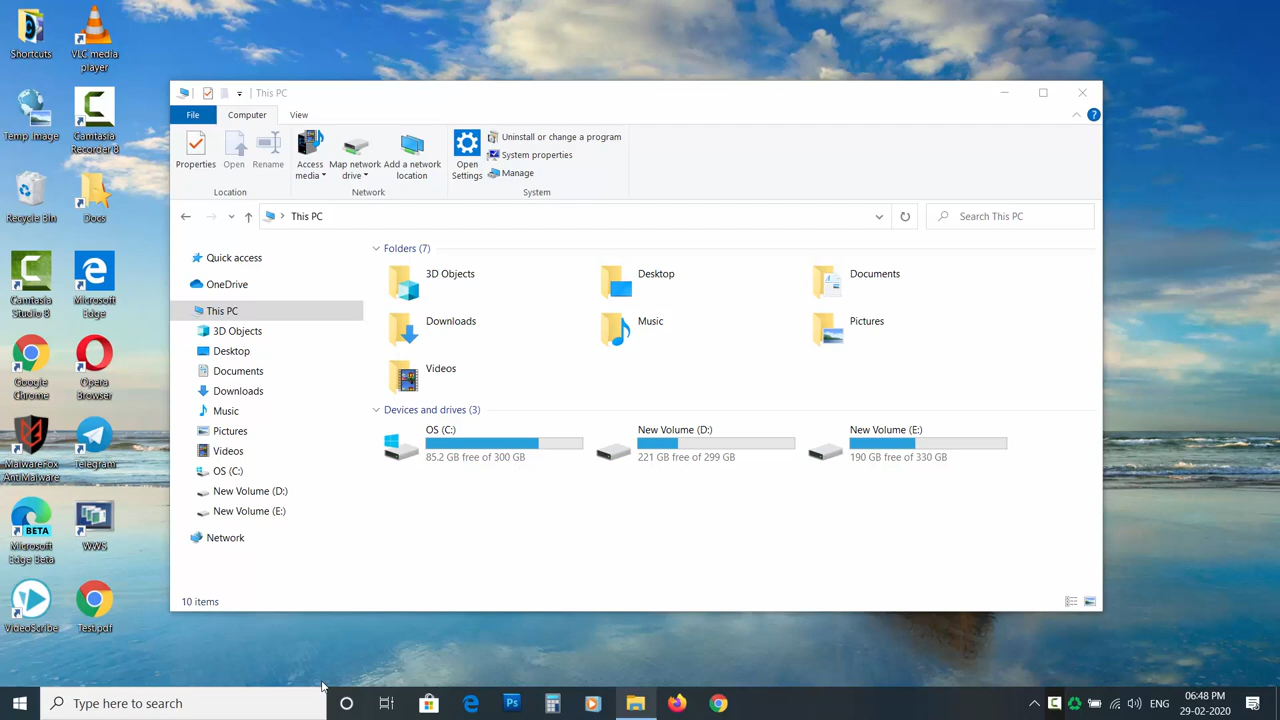 Shortcuts
VLC media
player
Temp Image
Camtasia
Recorder 8
Recycle Bin
Docs
Camtasia
Studio 8
Microsoft
Edge
Google
Chrome
Opera
Browser
MalwareFox
AntiMalware
Telegram
BETA
Microsoft
Edge Beta
WWS
VideoScribe
Test.pdf
This PC
File
Computer
View
Properties
Open
Rename
Location
Access
media
Map network
drive
Add a network
location
Network
Open
Settings
Uninstall or change a program
System properties
Manage
System
This PC
Search This PC
Quick access
OneDrive
This PC
3D Objects
Desktop
Documents
Downloads
Music
Pictures
Videos
OS (C:)
New Volume (D:)
New Volume (E:)
Network
Folders (7)
3D Objects
Desktop
Documents
Downloads
Music
Pictures
Videos
Devices and drives (3)
OS (C:)
85.2 GB free of 300 GB
New Volume (D:)
221 GB free of 299 GB
New Volume (E:)
190 GB free of 330 GB
10 items
Type here to search
Ps
ENG
06:48 PM
29-02-2020